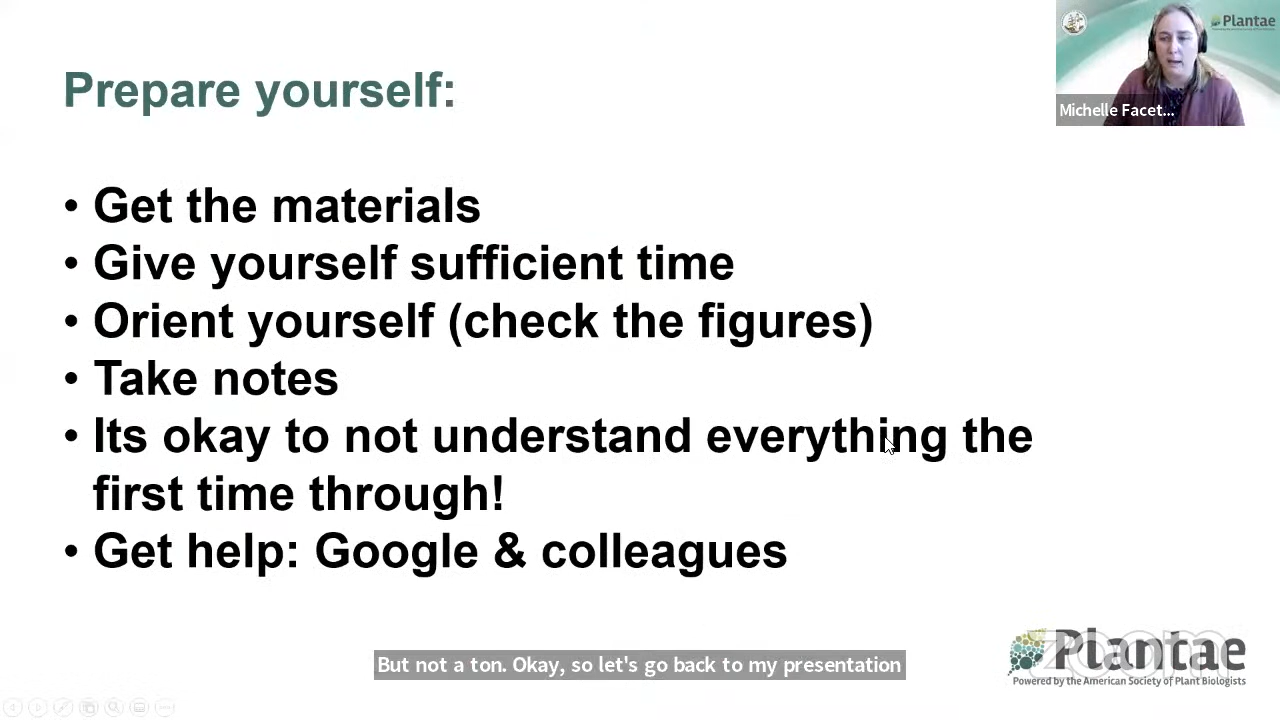 Plantae
Michelle Facet...
Prepare yourself:
• Get the materials
• Give yourself sufficient time
• Orient yourself (check the figures)
• Take notes
• Its okay to not understand everything the
first time through!
• Get help: Google & colleagues
But not a ton. Okay, so let's go back to my presentation
zoom
Plantae
Powered by the American Society of Plant Biologists